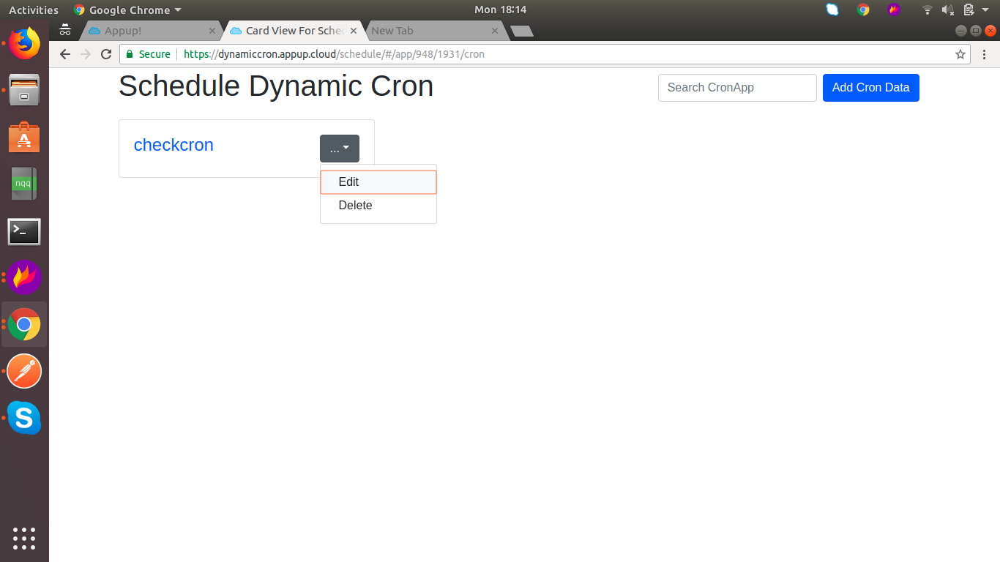 Activities Google Chrome Mon 18:14
Appup! Card View For Sche New Tab
Secure https://dynamiccron.appup.cloud/schedule/#/app/948/1931/cron
Schedule Dynamic Cron Search CronApp Add Cron Data
checkcron ...
Edit
Delete
nqq
>_
S